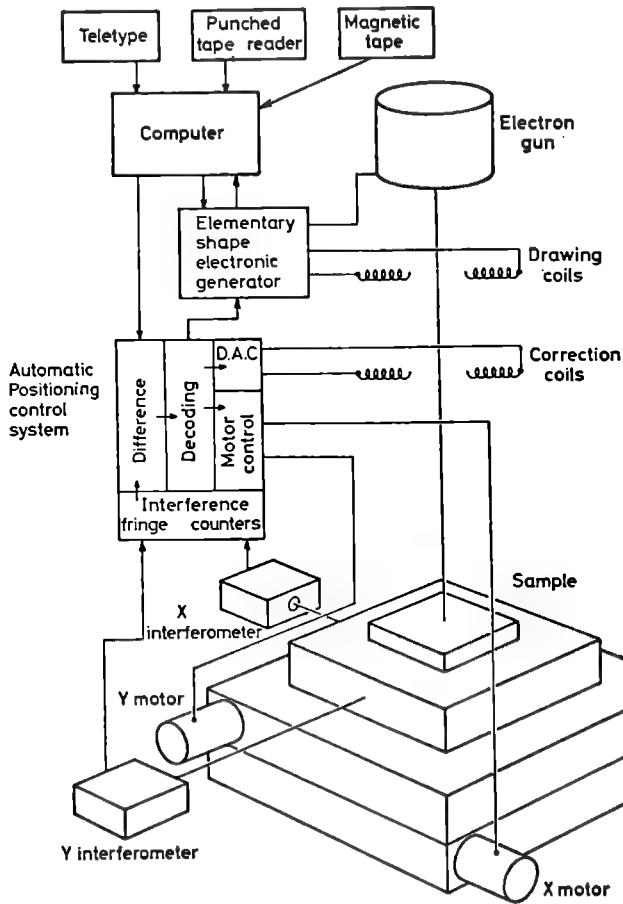 Teletype
Punched
tape reader
Magnetic
tape
Computer
Electron
gun
Elementary
shape
electronic
generator
Drawing
coils
Automatic
Positioning
control
system
Difference
Decoding
D.A.C
Motor
control
Correction
coils
Interference
fringe counters
X
interferometer
Sample
Y motor
Y interferometer
X motor